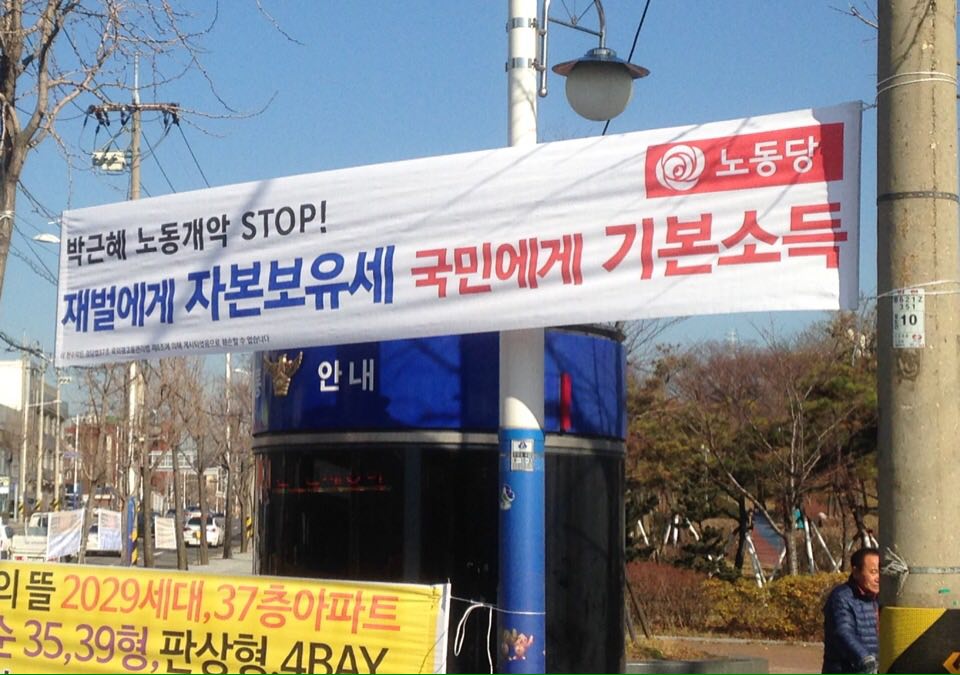 노동당
박근혜 노동개악 STOP!
재벌에게 자본보유세 국민에게 기본소득
안내
의 뜰 2029세대, 37층아파트
35,39형, 판상형, 4BAY
8621Z
351
10